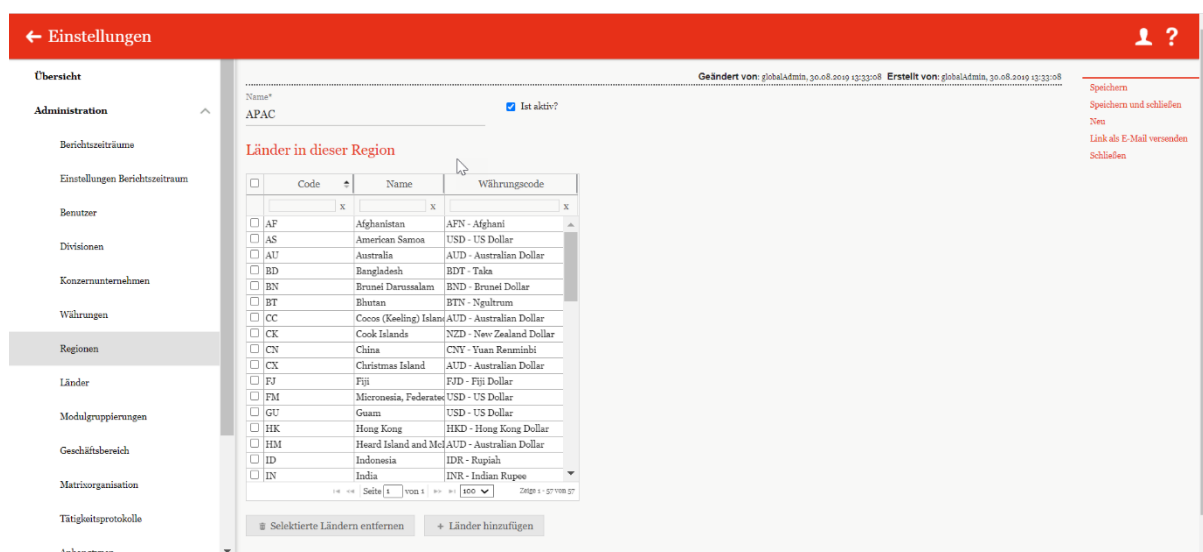 Einstellungen
?
Übersicht
Administration
Berichtszeiträume
Einstellungen Berichtszeitraum
Benutzer
Divisionen
Konzernunternehmen
Währungen
Regionen
Länder
Modulgruppierungen
Geschäftsbereich
Matrixorganisation
Tätigkeitsprotokolle
Geändert von: globalAdmin, 30.08.2019 13:33:08 Erstellt von: globalAdmin, 30.08.2019 13:33:08
Name*
APAC
Ist aktiv?
Länder in dieser Region
Code Name Währungscode
x x x
AF Afghanistan AFN - Afghani
AS American Samoa USD - US Dollar
AU Australia AUD - Australian Dollar
BD Bangladesh BDT - Taka
BN Brunei Darussalam BND - Brunei Dollar
BT Bhutan BTN - Ngultrum
CC Cocos (Keeling) Islan AUD - Australian Dollar
CK Cook Islands NZD - New Zealand Dollar
CN China CNY - Yuan Renminbi
CX Christmas Island AUD - Australian Dollar
FJ Fiji FJD - Fiji Dollar
FM Micronesia, Federated USD - US Dollar
GU Guam USD - US Dollar
HK Hong Kong HKD - Hong Kong Dollar
HM Heard Island and McI AUD - Australian Dollar
ID Indonesia IDR - Rupiah
IN India INR - Indian Rupee
Seite 1 von 1 100 Zeige 1 - 57 von 57
Selektierte Ländern entfernen + Länder hinzufügen
Speichern
Speichern und schließen
Neu
Link als E-Mail versenden
Schließen